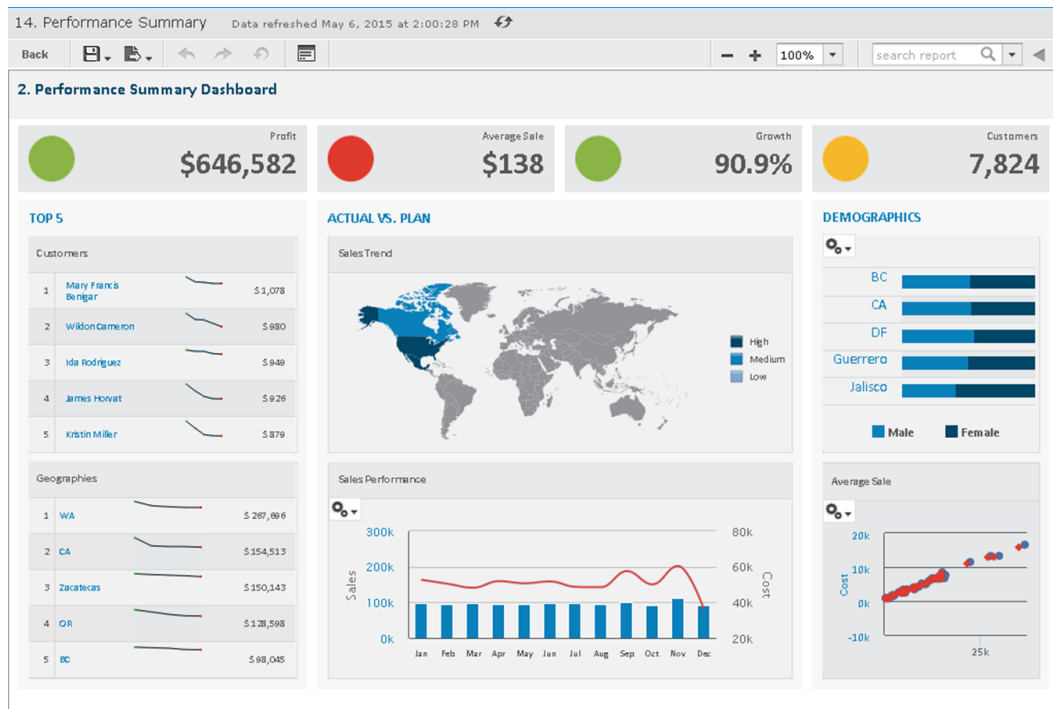 14. Performance Summary Data refreshed May 6, 2015 at 2:00:28 PM
Back 100% search report
2. Performance Summary Dashboard
Profit
$646,582
Average Sale
$138
Growth
90.9%
Customers
7,824
TOP 5
Customers
1 Mary Francis Benigar $1,078
2 Wildon Cameron $980
3 Ida Rodriguez $949
4 James Horvat $926
5 Kristin Miller $879
Geographies
1 WA $267,696
2 CA $154,513
3 Zacatecas $150,143
4 OR $128,598
5 BC $98,045
ACTUAL VS. PLAN
Sales Trend
High
Medium
Low
Sales Performance
300k
200k
100k
0k
Sales
80k
60k
40k
20k
Cost
Jan Feb Mar Apr May Jun Jul Aug Sep Oct Nov Dec
DEMOGRAPHICS
BC
CA
DF
Guerrero
Jalisco
Male Female
Average Sale
20k
10k
0k
-10k
Cost
25k